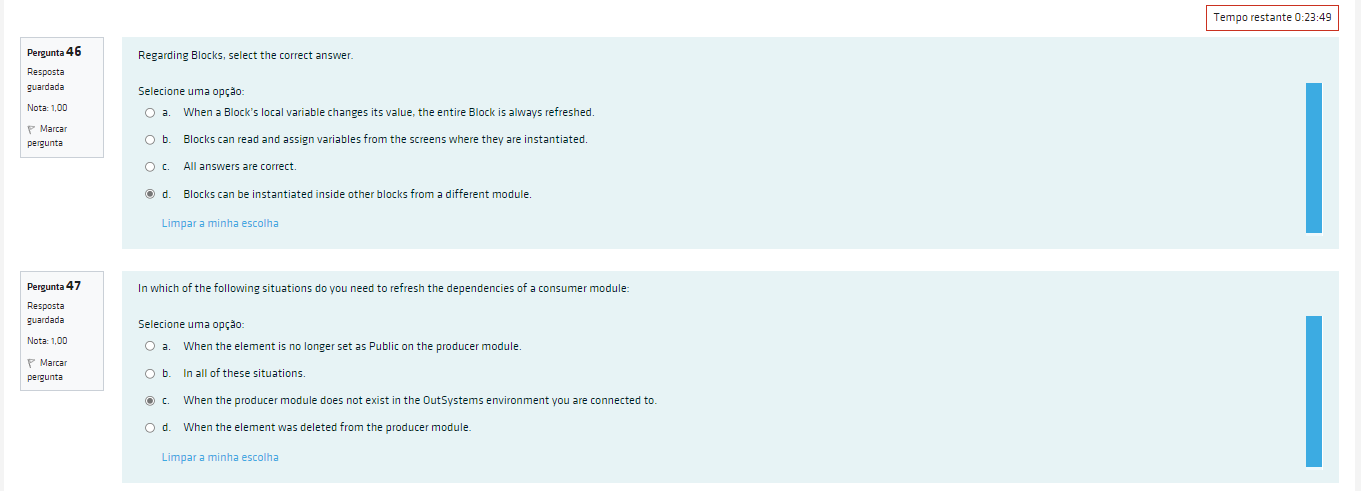 Tempo restante 0:23:49
Pergunta 46
Resposta
guardada
Nota: 1,00
Marcar
pergunta
Regarding Blocks, select the correct answer.
Selecione uma opção:
a. When a Block's local variable changes its value, the entire Block is always refreshed.
b. Blocks can read and assign variables from the screens where they are instantiated.
c. All answers are correct.
d. Blocks can be instantiated inside other blocks from a different module.
Limpar a minha escolha
Pergunta 47
Resposta
guardada
Nota: 1,00
Marcar
pergunta
In which of the following situations do you need to refresh the dependencies of a consumer module:
Selecione uma opção:
a. When the element is no longer set as Public on the producer module.
b. In all of these situations.
c. When the producer module does not exist in the OutSystems environment you are connected to.
d. When the element was deleted from the producer module.
Limpar a minha escolha